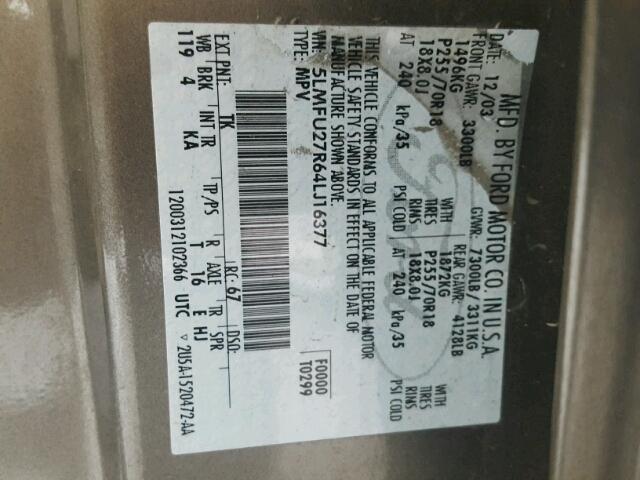 MFD. BY FORD MOTOR CO. IN U.S.A.
DATE: 12/03 GVWR: 7300LB / 3311KG
FRONT GAWR: 3300LB REAR GAWR: 4128LB
1496KG WITH 1872KG WITH
P255/70R18 TIRES P255/70R18 TIRES
18X8.0J RIMS 18X8.0J RIMS
AT 240 kPa/35 PSI COLD AT 240 kPa/35 PSI COLD
THIS VEHICLE CONFORMS TO ALL APPLICABLE FEDERAL MOTOR
VEHICLE SAFETY STANDARDS IN EFFECT ON THE DATE OF
MANUFACTURE SHOWN ABOVE.
VIN: 5LMFU27R64LJ16377 F0000
TYPE: MPV T0299
EXT PNT: TK RC: 67 DSO:
WB BRK INT TR TP/PS R AXLE TR SPR
119 4 KA T 16 E HJ
1200312102366 UTC 2U5A-1520472-AA